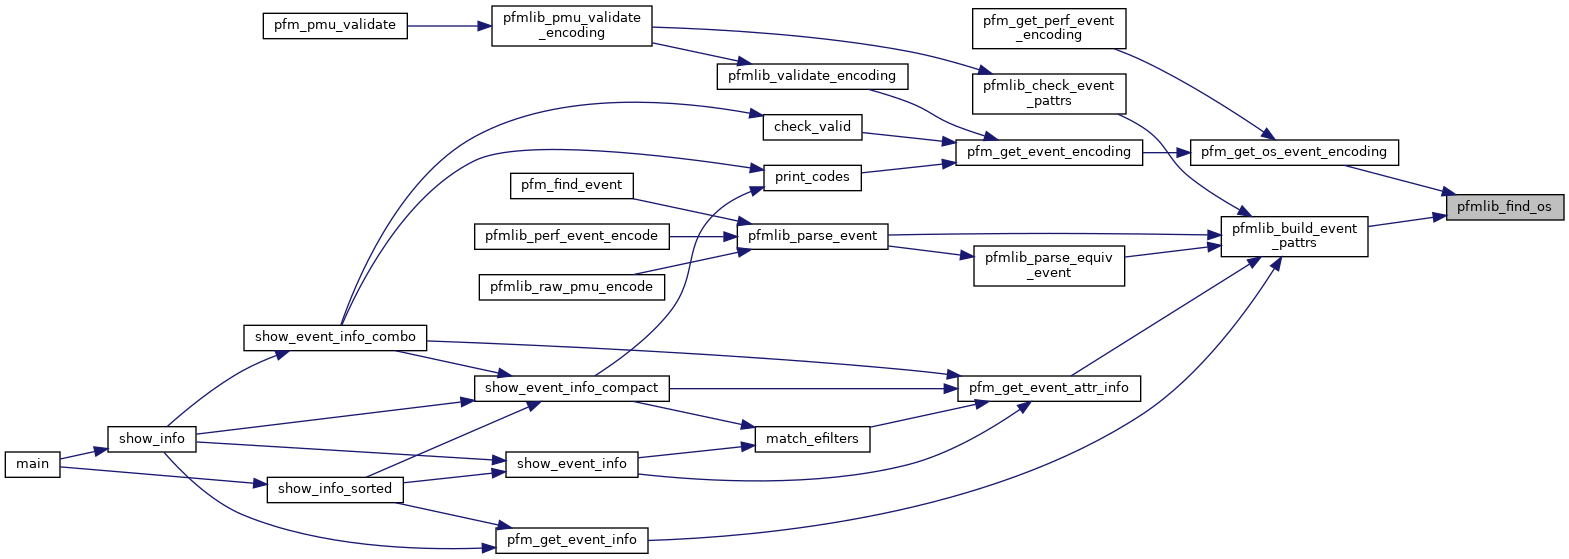 pfm_pmu_validate
pfmlib_pmu_validate
_encoding
pfm_get_perf_event
_encoding
pfmlib_validate_encoding
pfmlib_check_event
_pattrs
check_valid
pfm_get_event_encoding
pfm_get_os_event_encoding
print_codes
pfm_find_event
pfmlib_find_os
pfmlib_perf_event_encode
pfmlib_parse_event
pfmlib_build_event
_pattrs
pfmlib_parse_equiv
_event
pfmlib_raw_pmu_encode
show_event_info_combo
show_event_info_compact
pfm_get_event_attr_info
show_info
match_efilters
main
show_event_info
show_info_sorted
pfm_get_event_info